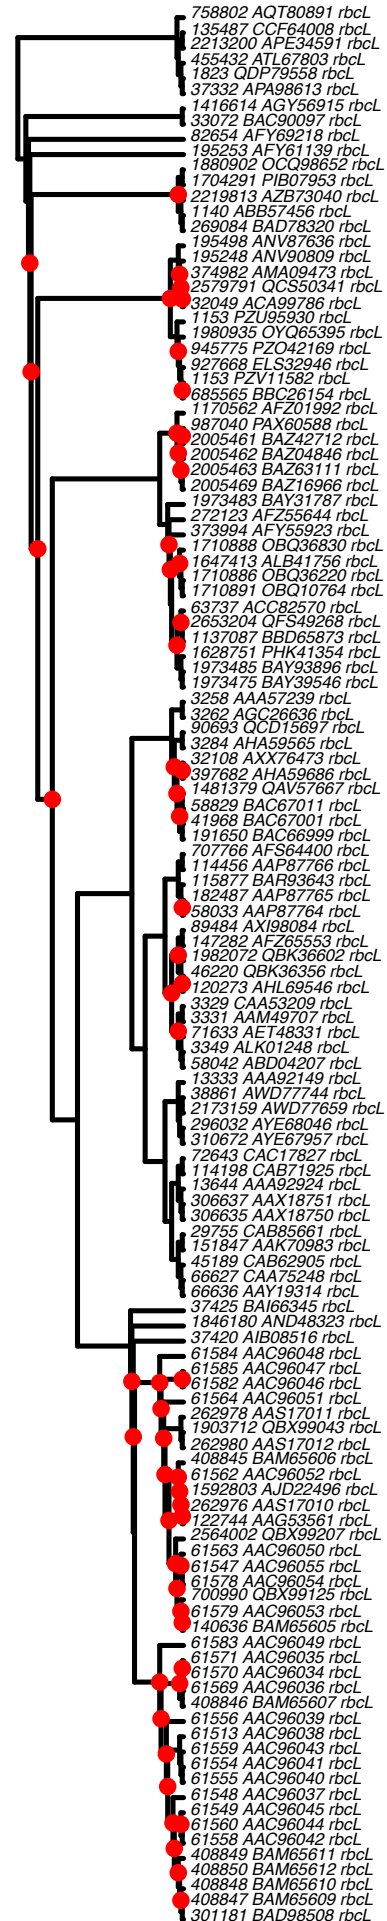 758802 AQT80891 rbcL
135487 CCF64008 rbcL
2213200 APE34591 rbcL
455432 ATL67803 rbcL
1823 QDP79558 rbcL
37332 APA98613 rbcL
1416614 AGY56915 rbcL
33072 BAC90097 rbcL
82654 AFY69218 rbcL
195253 AFY61139 rbcL
1880902 OCQ98652 rbcL
1704291 PIB07953 rbcL
2219813 AZB73040 rbcL
1140 ABB57456 rbcL
269084 BAD78320 rbcL
195498 ANV87636 rbcL
195248 ANV90809 rbcL
374982 AMA09473 rbcL
2579791 QCS50341 rbcL
32049 ACA99786 rbcL
1153 PZU95930 rbcL
1980935 OYQ65395 rbcL
945775 PZO42169 rbcL
927668 ELS32946 rbcL
1153 PZV11582 rbcL
685565 BBC26154 rbcL
1170562 AFZ01992 rbcL
987040 PAX60588 rbcL
2005461 BAZ42712 rbcL
2005462 BAZ04846 rbcL
2005463 BAZ63111 rbcL
2005469 BAZ16966 rbcL
1973483 BAY31787 rbcL
272123 AFZ55644 rbcL
373994 AFY55923 rbcL
1710888 OBQ36830 rbcL
1647413 ALB41756 rbcL
1710886 OBQ36220 rbcL
1710891 OBQ10764 rbcL
63737 ACC82570 rbcL
2653204 QFS49268 rbcL
1137087 BBD65873 rbcL
1628751 PHK41354 rbcL
1973485 BAY93896 rbcL
1973475 BAY39546 rbcL
3258 AAA57239 rbcL
3262 AGC26636 rbcL
90693 QCD15697 rbcL
3284 AHA59565 rbcL
32108 AXX76473 rbcL
397682 AHA59686 rbcL
1481379 QAV57667 rbcL
58829 BAC67011 rbcL
41968 BAC67001 rbcL
191650 BAC66999 rbcL
707766 AFS64400 rbcL
114456 AAP87766 rbcL
115877 BAR93643 rbcL
182487 AAP87765 rbcL
58033 AAP87764 rbcL
89484 AXI98084 rbcL
147282 AFZ65553 rbcL
1982072 QBK36602 rbcL
46220 QBK36356 rbcL
120273 AHL69546 rbcL
3329 CAA53209 rbcL
3331 AAM49707 rbcL
71633 AET48331 rbcL
3349 ALK01248 rbcL
58042 ABD04207 rbcL
13333 AAA92149 rbcL
38861 AWD77744 rbcL
2173159 AWD77659 rbcL
296032 AYE68046 rbcL
310672 AYE67957 rbcL
72643 CAC17827 rbcL
114198 CAB71925 rbcL
13644 AAA92924 rbcL
306637 AAX18751 rbcL
306635 AAX18750 rbcL
29755 CAB85661 rbcL
151847 AAK70983 rbcL
45189 CAB62905 rbcL
66627 CAA75248 rbcL
66636 AAY19314 rbcL
37425 BAI66345 rbcL
1846180 AND48323 rbcL
37420 AIB08516 rbcL
61584 AAC96048 rbcL
61585 AAC96047 rbcL
61582 AAC96046 rbcL
61564 AAC96051 rbcL
262978 AAS17011 rbcL
1903712 QBX99043 rbcL
262980 AAS17012 rbcL
408845 BAM65606 rbcL
61562 AAC96052 rbcL
1592803 AJD22496 rbcL
262976 AAS17010 rbcL
122744 AAG53561 rbcL
2564002 QBX99207 rbcL
61563 AAC96050 rbcL
61547 AAC96055 rbcL
61578 AAC96054 rbcL
700990 QBX99125 rbcL
61579 AAC96053 rbcL
140636 BAM65605 rbcL
61583 AAC96049 rbcL
61571 AAC96035 rbcL
61570 AAC96034 rbcL
61569 AAC96036 rbcL
408846 BAM65607 rbcL
61556 AAC96039 rbcL
61513 AAC96038 rbcL
61559 AAC96043 rbcL
61554 AAC96041 rbcL
61555 AAC96040 rbcL
61548 AAC96037 rbcL
61549 AAC96045 rbcL
61560 AAC96044 rbcL
61558 AAC96042 rbcL
408849 BAM65611 rbcL
408850 BAM65612 rbcL
408848 BAM65610 rbcL
408847 BAM65609 rbcL
301181 BAD98508 rbcL